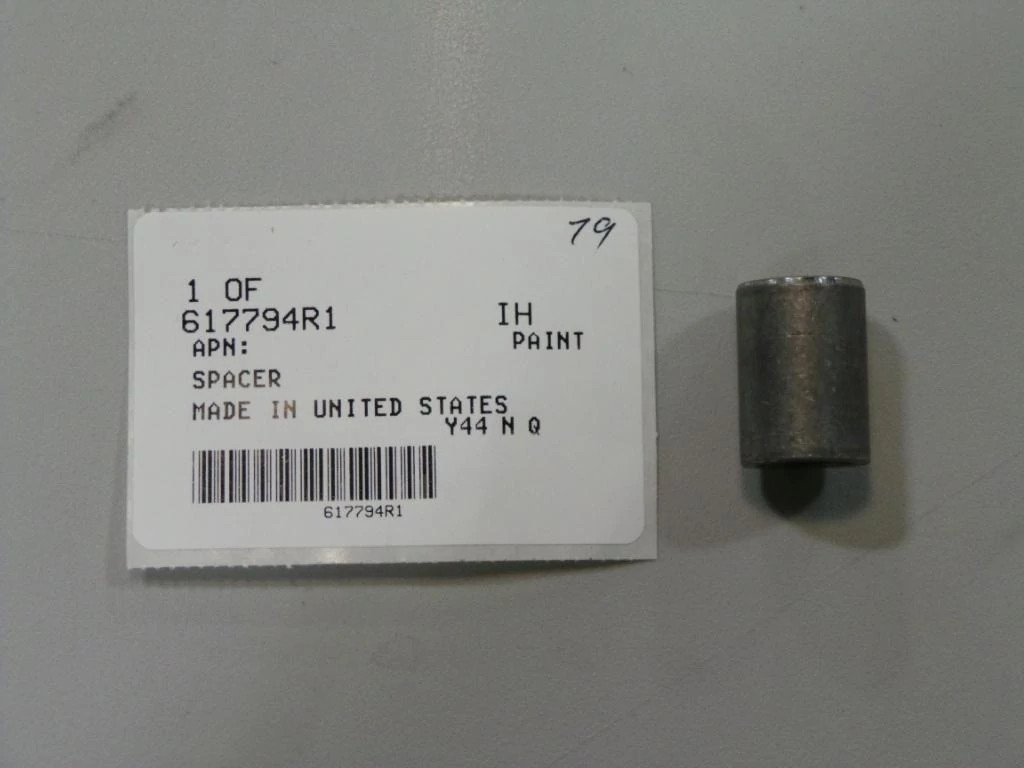 79
1 OF
617794R1 IH
APN: PAINT
SPACER
MADE IN UNITED STATES
Y44 N Q
617794R1